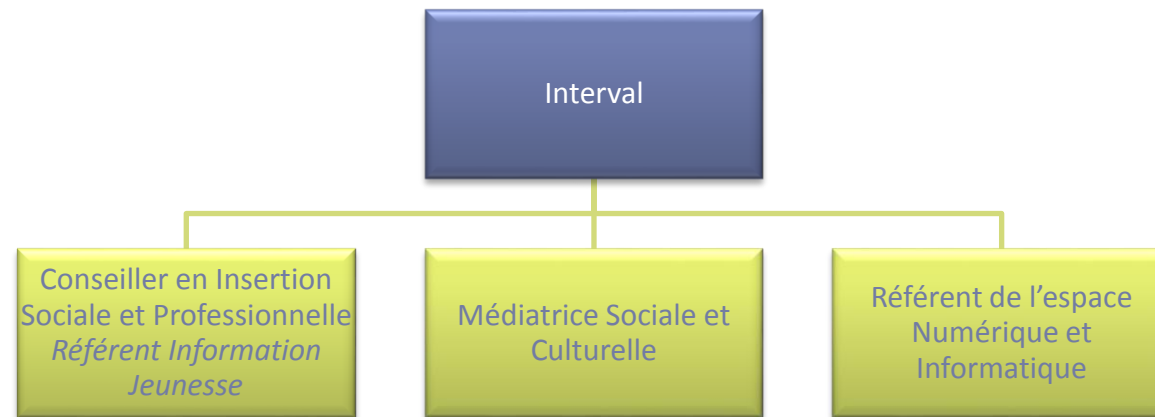 Interval
Conseiller en Insertion
Sociale et Professionnelle
Référent Information
Jeunesse
Médiatrice Sociale et
Culturelle
Référent de l’espace
Numérique et
Informatique